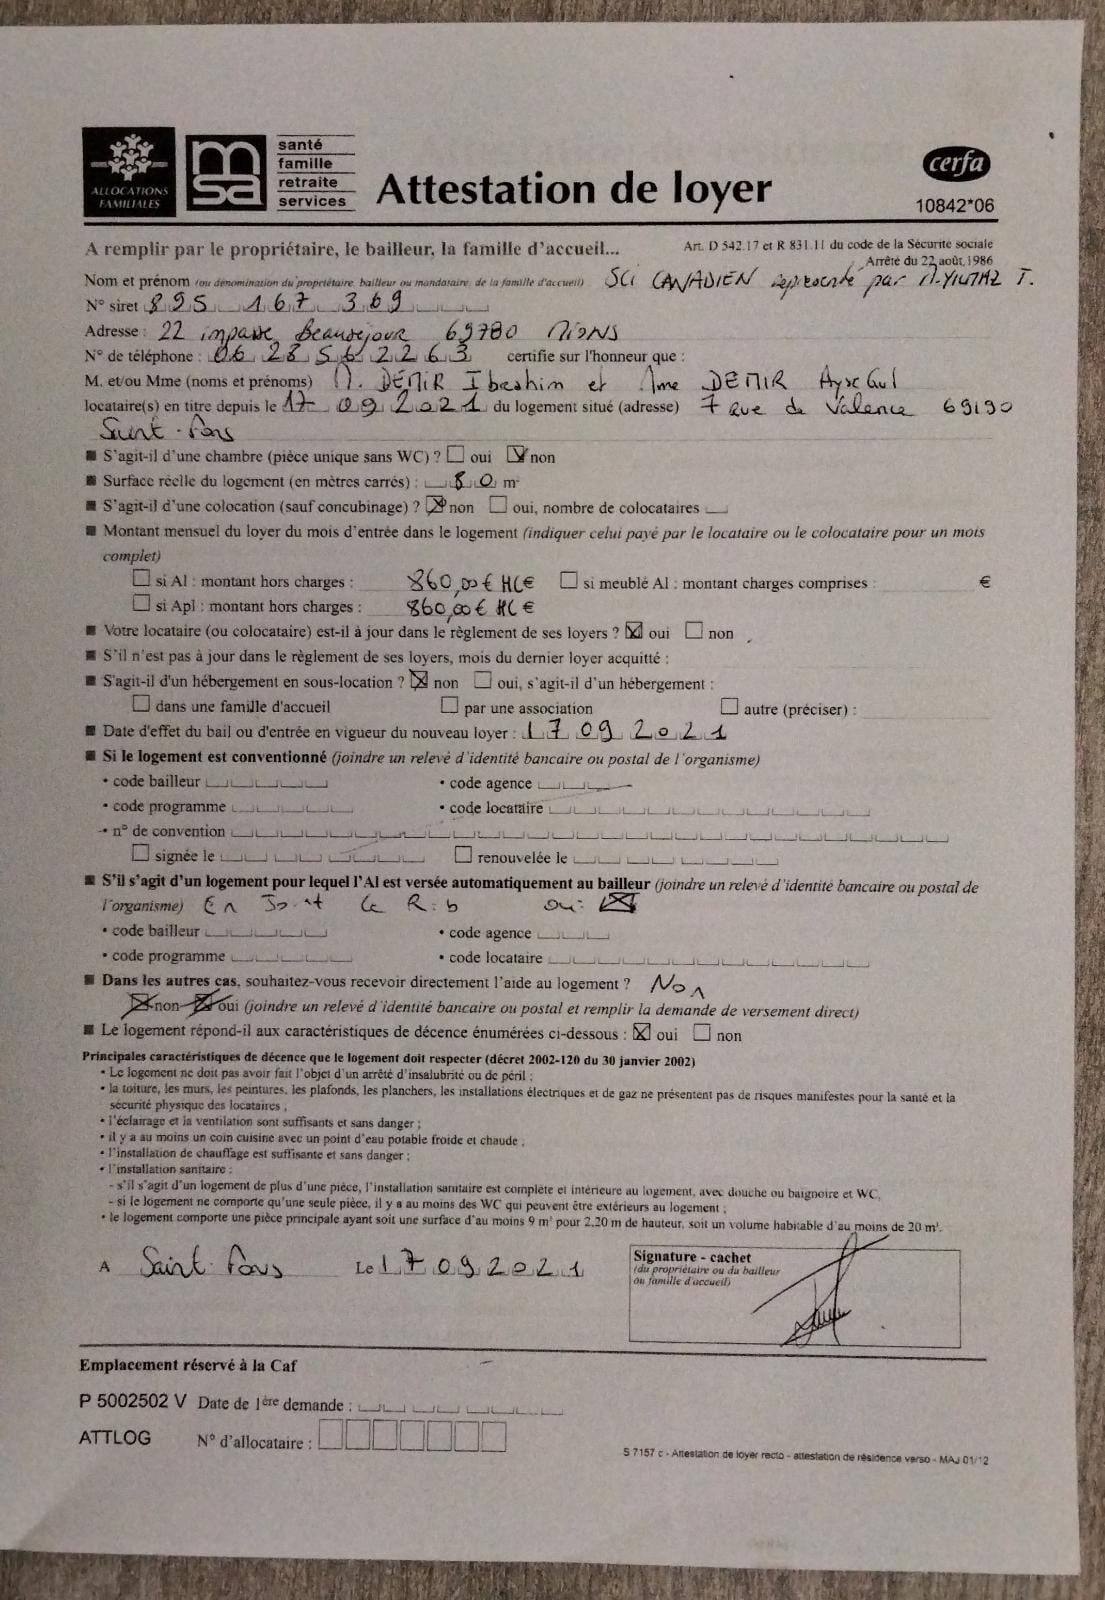 ALLOCATIONS
FAMILIALES
msa
santé
famille
retraite
services
Attestation de loyer
cerfa
10842*06
A remplir par le propriétaire, le bailleur, la famille d'accueil...
Art. D 542.17 et R 831.11 du code de la Sécurité sociale
Arrêté du 22 août 1986
Nom et prénom (ou dénomination du propriétaire, bailleur ou mandataire, de la famille d'accueil) SCI CANADIEN représenté par M. YILMAZ T.
N° siret 895 167 369
Adresse : 22 impasse Beausejour 69780 MIONS
N° de téléphone : 06 28 56 22 63 certifie sur l'honneur que :
M. et/ou Mme (noms et prénoms) M. DEMIR Ibrahim et Mme DEMIR Ayse Gul
locataire(s) en titre depuis le 17 09 2021 du logement situé (adresse) 7 rue de Valence 69190
Saint-Fons
■ S'agit-il d'une chambre (pièce unique sans WC) ? ☐ oui ☒ non
■ Surface réelle du logement (en mètres carrés) : 80 m²
■ S'agit-il d'une colocation (sauf concubinage) ? ☒ non ☐ oui, nombre de colocataires
■ Montant mensuel du loyer du mois d'entrée dans le logement (indiquer celui payé par le locataire ou le colocataire pour un mois
complet)
☐ si Al : montant hors charges : 860,00 € HC € ☐ si meublé Al : montant charges comprises : €
☐ si Apl : montant hors charges : 860,00 € HC €
■ Votre locataire (ou colocataire) est-il à jour dans le règlement de ses loyers ? ☒ oui ☐ non
■ S'il n'est pas à jour dans le règlement de ses loyers, mois du dernier loyer acquitté :
■ S'agit-il d'un hébergement en sous-location ? ☒ non ☐ oui, s'agit-il d'un hébergement :
☐ dans une famille d'accueil ☐ par une association ☐ autre (préciser) :
■ Date d'effet du bail ou d'entrée en vigueur du nouveau loyer : 17 09 2021
■ Si le logement est conventionné (joindre un relevé d'identité bancaire ou postal de l'organisme)
• code bailleur • code agence
• code programme • code locataire
• n° de convention
☐ signée le ☐ renouvelée le
■ S'il s'agit d'un logement pour lequel l'Al est versée automatiquement au bailleur (joindre un relevé d'identité bancaire ou postal de
l'organisme) En Joint le Rib oui ☒
• code bailleur • code agence
• code programme • code locataire
■ Dans les autres cas, souhaitez-vous recevoir directement l'aide au logement ? Non
☒ non ☒ oui (joindre un relevé d'identité bancaire ou postal et remplir la demande de versement direct)
■ Le logement répond-il aux caractéristiques de décence énumérées ci-dessous : ☒ oui ☐ non
Principales caractéristiques de décence que le logement doit respecter (décret 2002-120 du 30 janvier 2002)
• Le logement ne doit pas avoir fait l'objet d'un arrêté d'insalubrité ou de péril ;
• la toiture, les murs, les peintures, les plafonds, les planchers, les installations électriques et de gaz ne présentent pas de risques manifestes pour la santé et la
sécurité physique des locataires ;
• l'éclairage et la ventilation sont suffisants et sans danger ;
• il y a au moins un coin cuisine avec un point d'eau potable froide et chaude ;
• l'installation de chauffage est suffisante et sans danger ;
• l'installation sanitaire :
- s'il s'agit d'un logement de plus d'une pièce, l'installation sanitaire est complète et intérieure au logement, avec douche ou baignoire et WC,
- si le logement ne comporte qu'une seule pièce, il y a au moins des WC qui peuvent être extérieurs au logement ;
• le logement comporte une pièce principale ayant soit une surface d'au moins 9 m² pour 2,20 m de hauteur, soit un volume habitable d'au moins de 20 m³.
A Saint-Fons Le 17 09 2021
Signature - cachet
(du propriétaire ou du bailleur
ou famille d'accueil)
Emplacement réservé à la Caf
P 5002502 V Date de 1ère demande :
ATTLOG N° d'allocataire :
S 7157 c - Attestation de loyer recto - attestation de résidence verso - MAJ 01/12